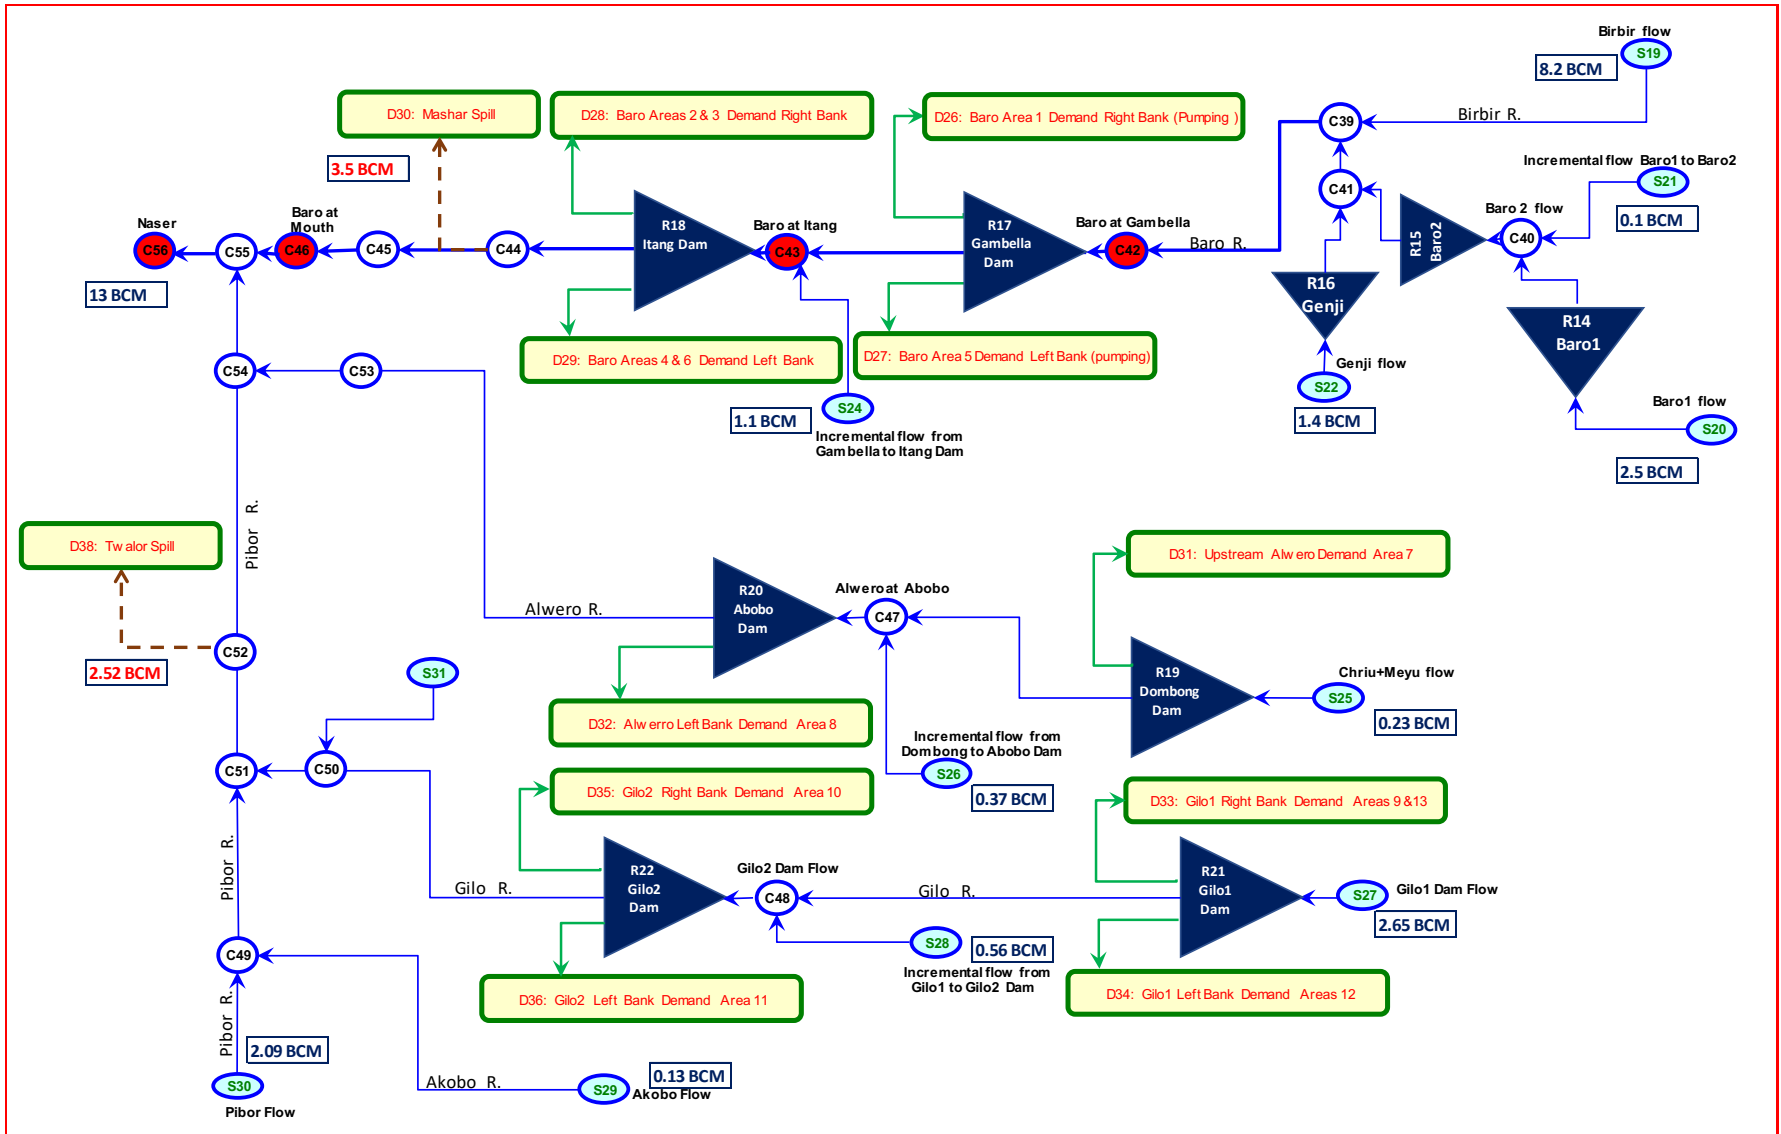 Birbir flow
S19
8.2 BCM
D30: Mashar Spill
D28: Baro Areas 2 & 3 Demand Right Bank
D26: Baro Area 1 Demand Right Bank (Pumping )
C39
Birbir R.
3.5 BCM
Incremental flow Baro1 to Baro2
S21
C41
0.1 BCM
Naser
Baro at
Mouth
R18
Itang Dam
Baro at Itang
R17
Gambella
Dam
Baro at Gambella
Baro 2 flow
R15
Baro2
C40
C56
C55
C46
C45
C44
C43
C42
Baro R.
13 BCM
R16
Genji
R14
Baro1
D29: Baro Areas 4 & 6 Demand Left Bank
D27: Baro Area 5 Demand Left Bank (pumping)
C54
C53
Genji flow
S22
1.4 BCM
1.1 BCM
S24
Incremental flow from
Gambella to Itang Dam
Baro1 flow
S20
2.5 BCM
Pibor R.
D38: Twalor Spill
D31: Upstream Alwero Demand Area 7
R20
Abobo
Dam
Alwero at Abobo
C47
Alwero R.
C52
2.52 BCM
S31
R19
Dombong
Dam
Chriu+Meyu flow
S25
0.23 BCM
D32: Alwerro Left Bank Demand Area 8
Incremental flow from
Dombong to Abobo Dam
S26
0.37 BCM
C51
C50
D35: Gilo2 Right Bank Demand Area 10
D33: Gilo1 Right Bank Demand Areas 9 &13
Pibor R.
Gilo R.
R22
Gilo2
Dam
Gilo2 Dam Flow
C48
Gilo R.
R21
Gilo1
Dam
S27
Gilo1 Dam Flow
2.65 BCM
C49
S28
0.56 BCM
Incremental flow from
Gilo1 to Gilo2 Dam
D36: Gilo2 Left Bank Demand Area 11
D34: Gilo1 Left Bank Demand Areas 12
Pibor R.
2.09 BCM
S30
Pibor Flow
Akobo R.
S29
0.13 BCM
Akobo Flow